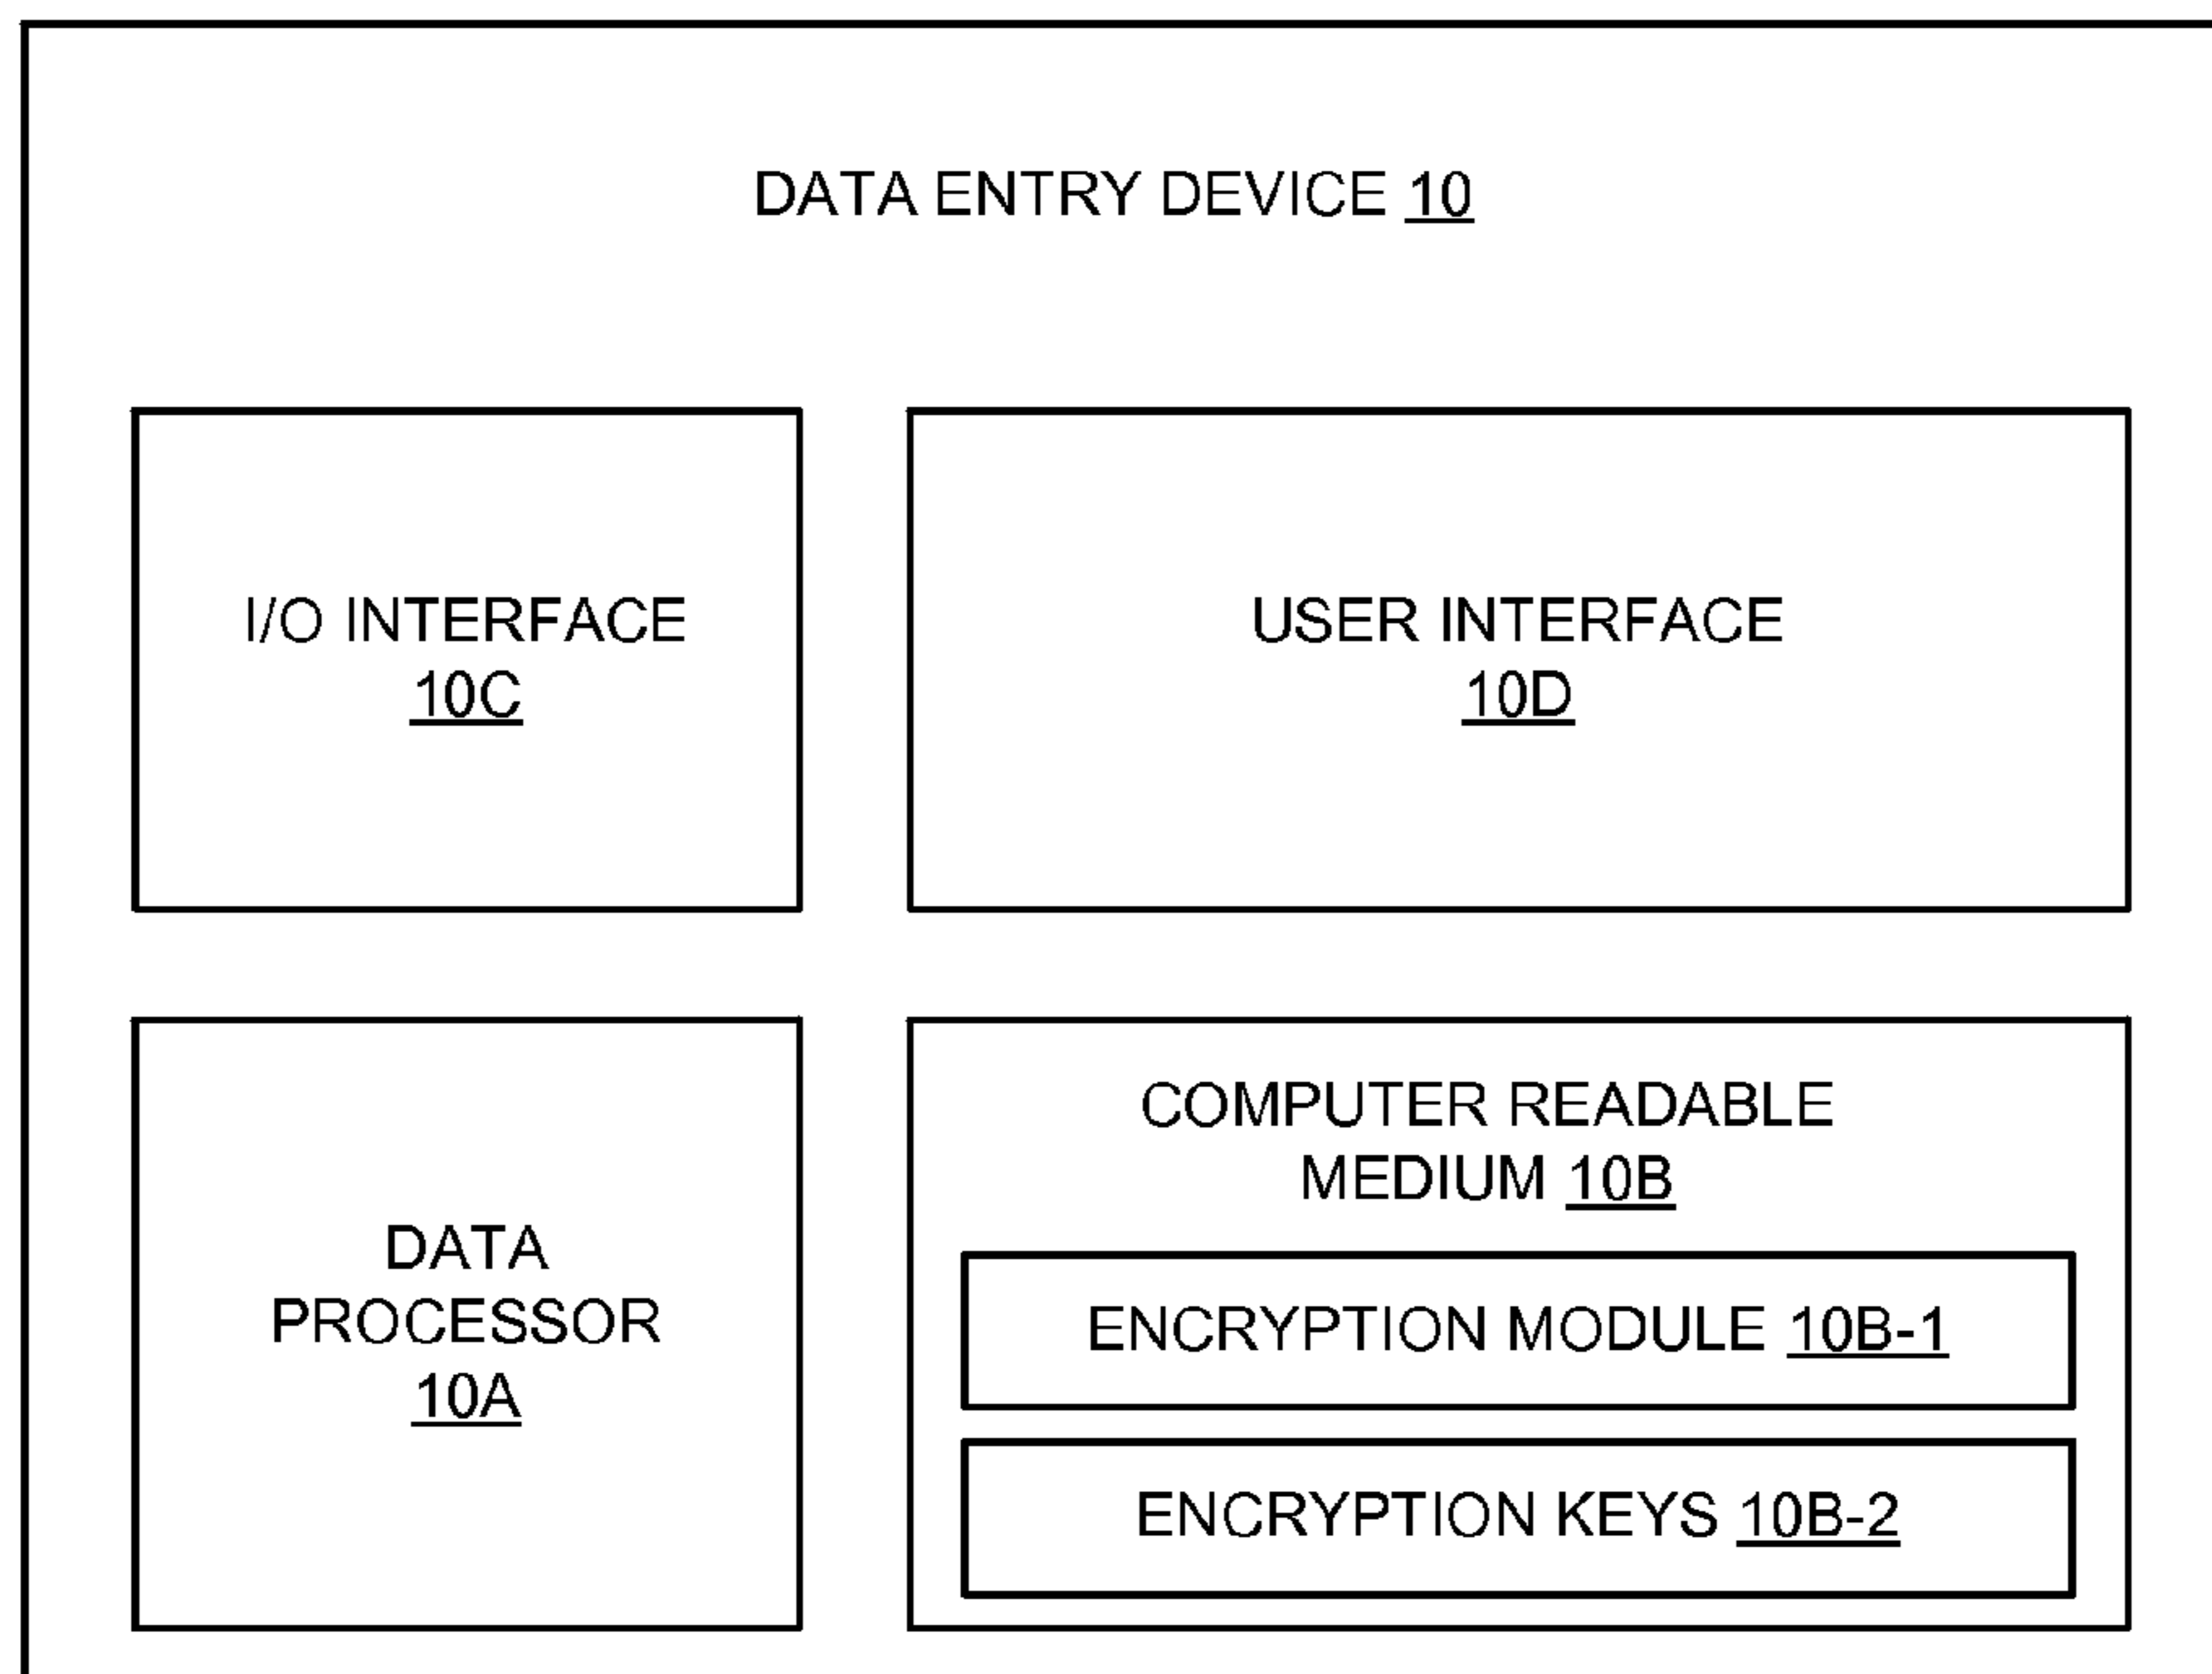 DATA ENTRY DEVICE 10
I/O INTERFACE
10C
USER INTERFACE
10D
DATA
PROCESSOR
10A
COMPUTER READABLE
MEDIUM 10B
ENCRYPTION MODULE 10B-1
ENCRYPTION KEYS 10B-2